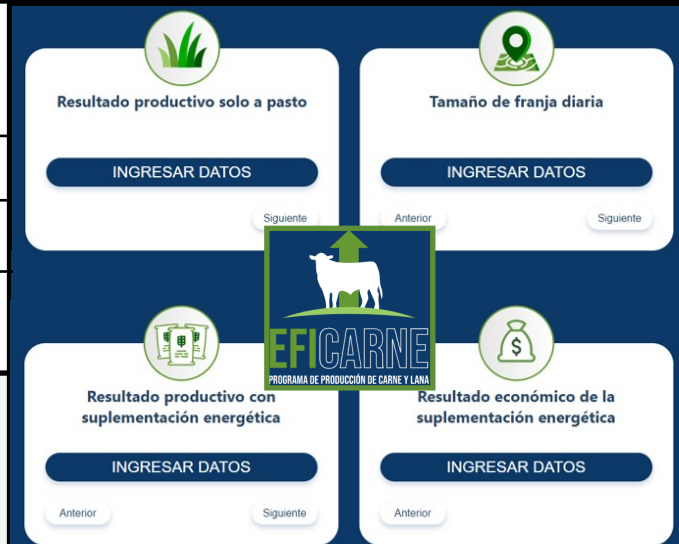 Resultado productivo solo a pasto
INGRESAR DATOS
Siguiente
Tamaño de franja diaria
INGRESAR DATOS
Anterior
Siguiente
EFICARNE
PROGRAMA DE PRODUCCIÓN DE CARNE Y LANA
Resultado productivo con
suplementación energética
INGRESAR DATOS
Anterior
Siguiente
$
Resultado económico de la
suplementación energética
INGRESAR DATOS
Anterior